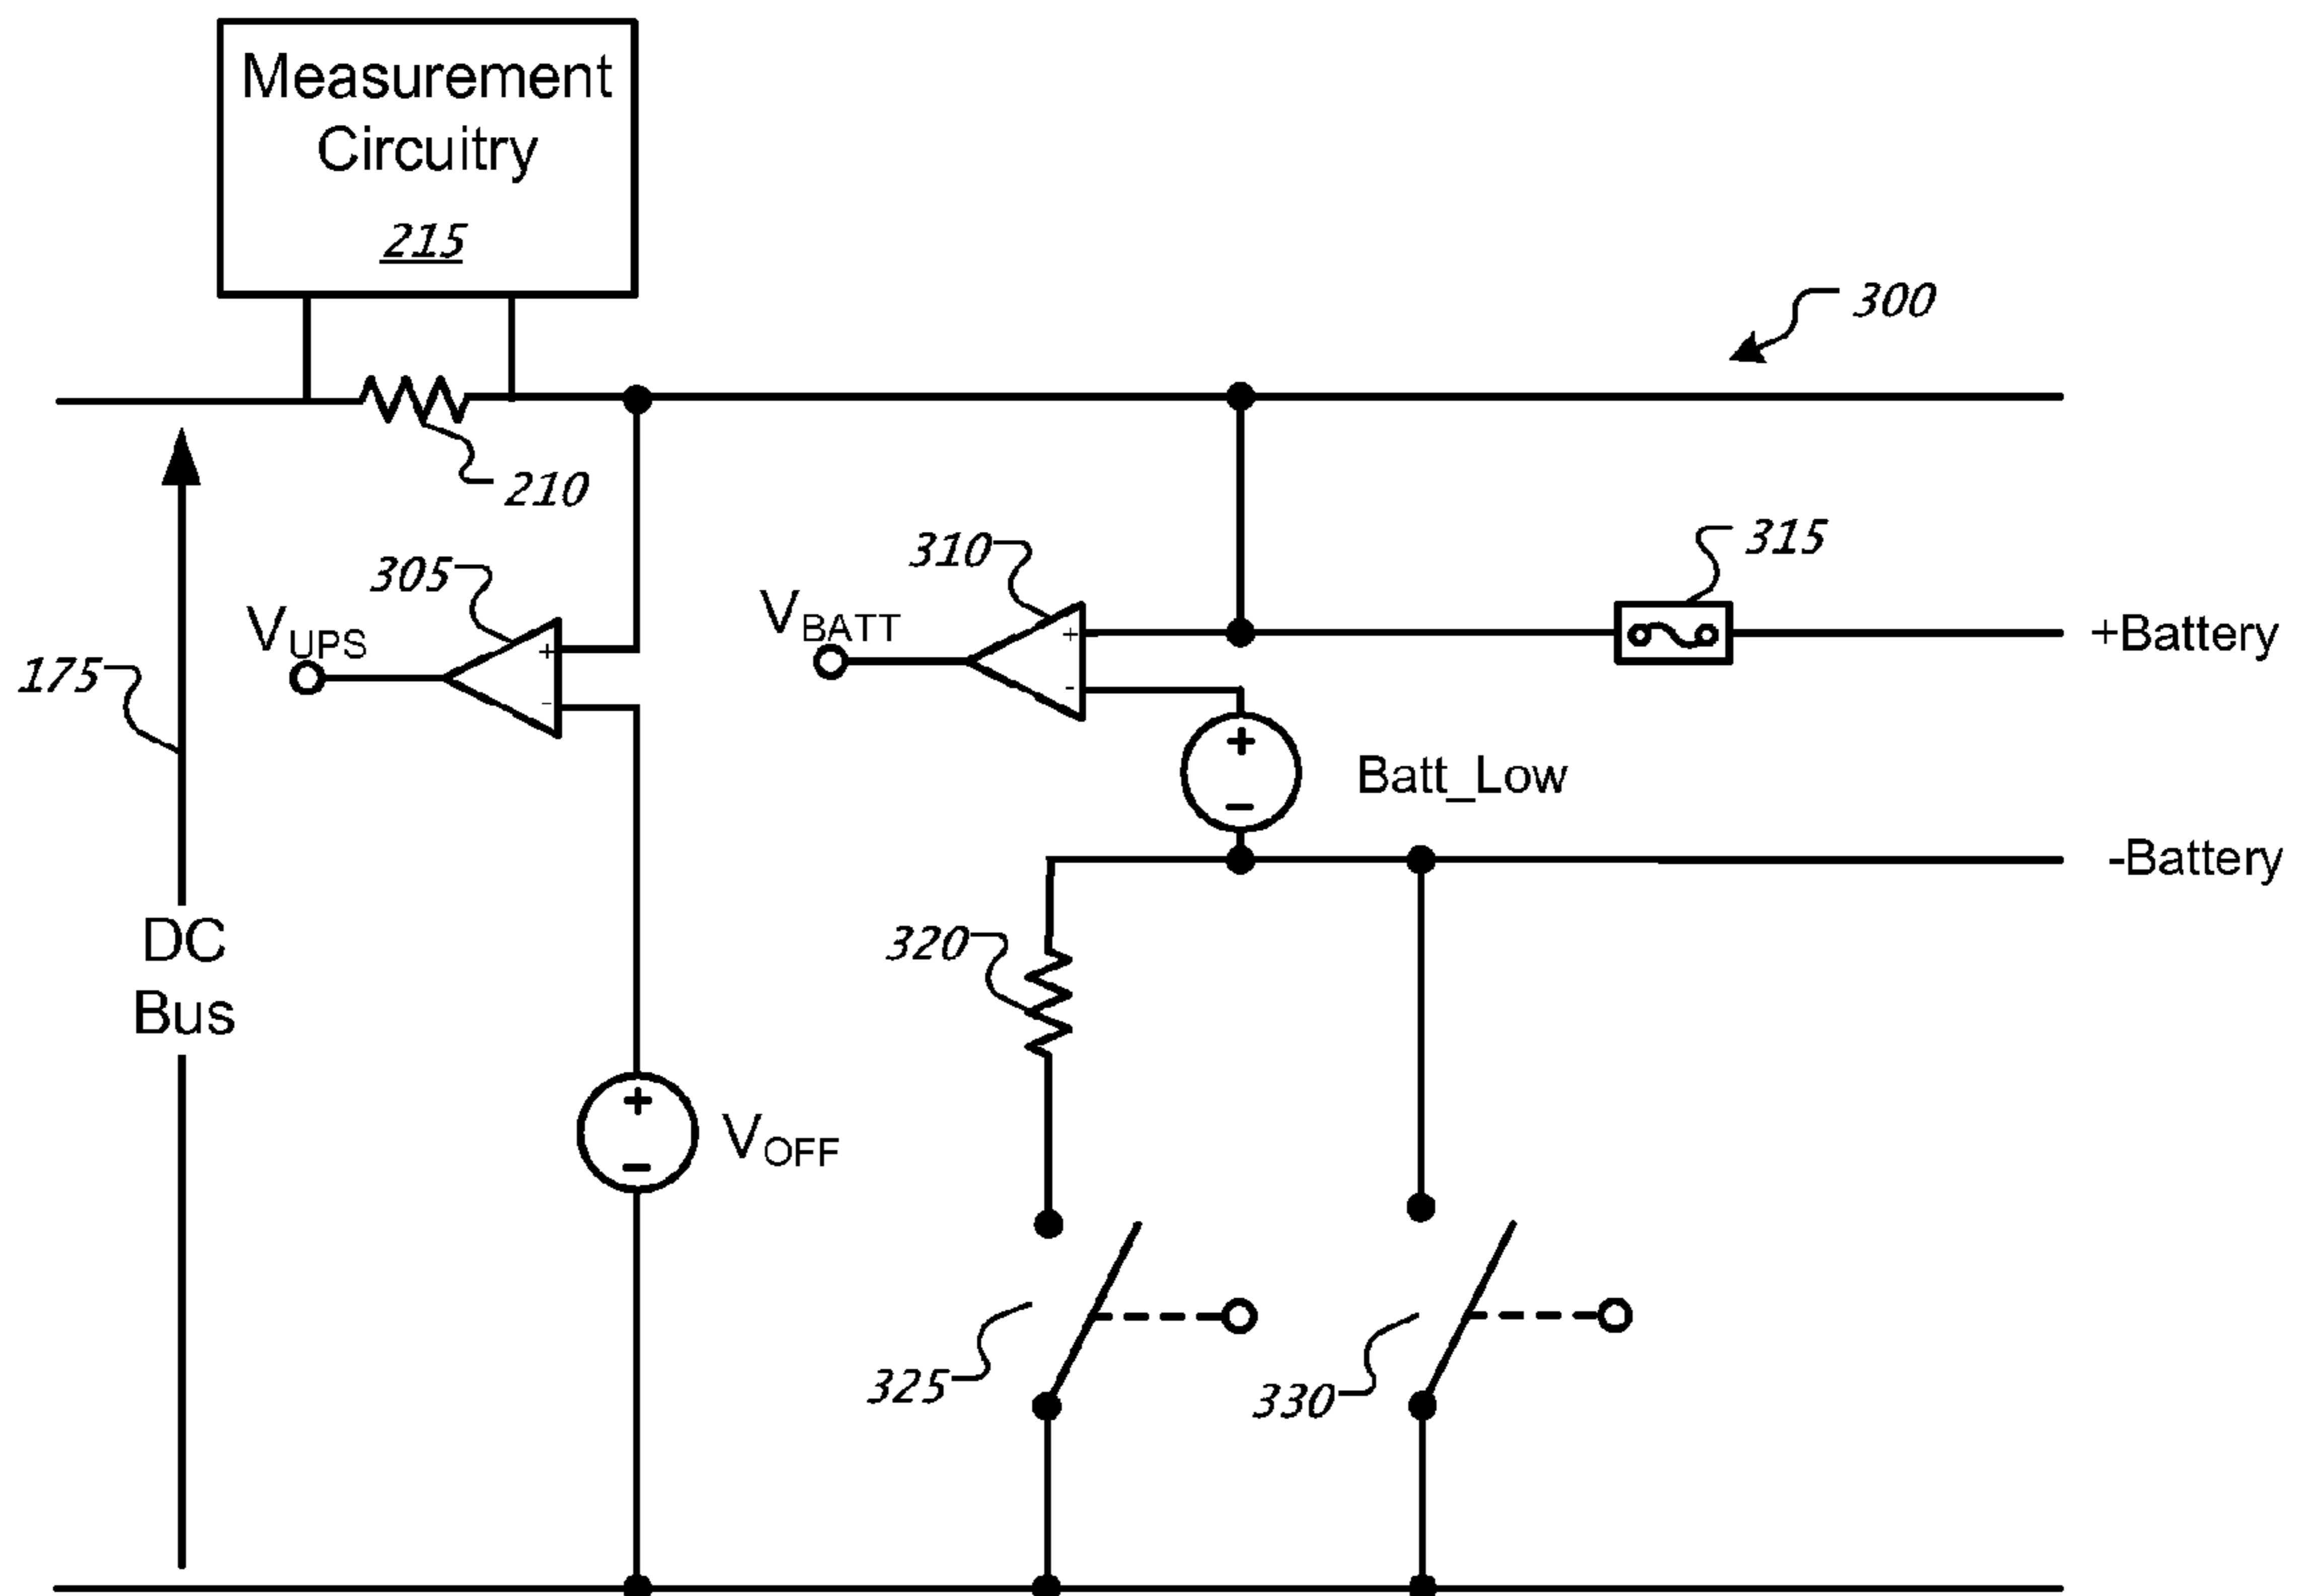 Measurement
Circuitry
215
300
210
315
310
305
VUPS
VBATT
+Battery
175
+
-
+
-
+
−
Batt_Low
-Battery
320
DC
Bus
+
−
VOFF
325
330